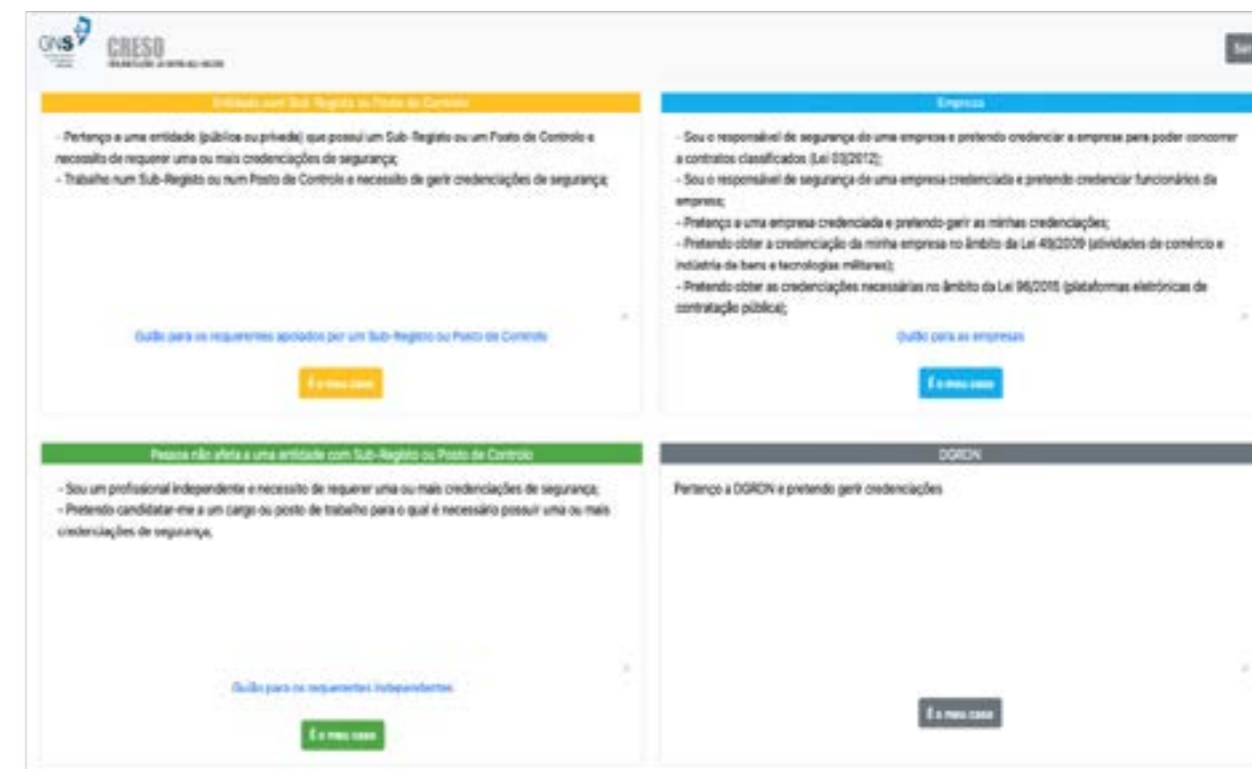 GNS
CRESO
Entidade com Sub-Registo ou Posto de Controlo
- Pertenço a uma entidade (pública ou privada) que possui um Sub-Registo ou um Posto de Controlo e
necessito de requerer uma ou mais credenciações de segurança;
- Trabalho num Sub-Registo ou num Posto de Controlo e necessito de gerir credenciações de segurança;
Guião para os requerentes apoiados por um Sub-Registo ou Posto de Controlo
É o meu caso
Empresa
- Sou o responsável de segurança de uma empresa e pretendo credenciar a empresa para poder concorrer
a contratos classificados (Lei 03/2012);
- Sou o responsável de segurança de uma empresa credenciada e pretendo credenciar funcionários da
empresa;
- Pretenço a uma empresa credenciada e pretendo gerir as minhas credenciações;
- Pretendo obter a credenciação da minha empresa no âmbito da Lei 49/2009 (atividades de comércio e
indústria de bens e tecnologias militares);
- Pretendo obter as credenciações necessárias no âmbito da Lei 96/2015 (plataformas eletrónicas de
contratação pública);
Guião para as empresas
É o meu caso
Pessoa não afeta a uma entidade com Sub-Registo ou Posto de Controlo
- Sou um profissional independente e necessito de requerer uma ou mais credenciações de segurança;
- Pretendo candidatar-me a um cargo ou posto de trabalho para o qual é necessário possuir uma ou mais
credenciações de segurança;
Guião para os requerentes independentes
É o meu caso
DGRDN
Pertenço a DGRDN e pretendo gerir credenciações
É o meu caso